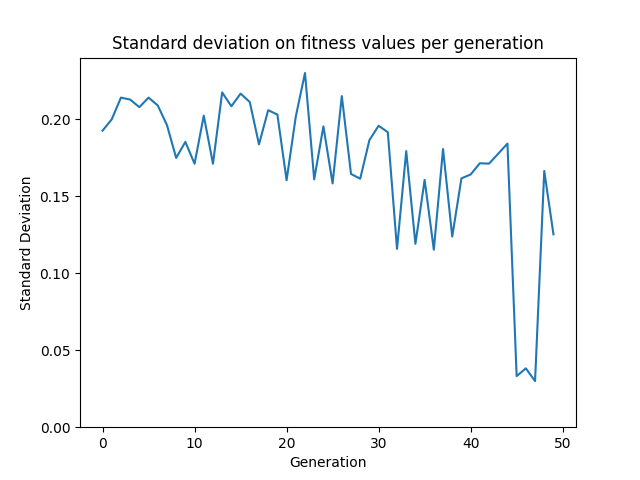 Standard deviation on fitness values per generation
Standard Deviation
0.20
0.15
0.10
0.05
0.00
0 10 20 30 40 50
Generation